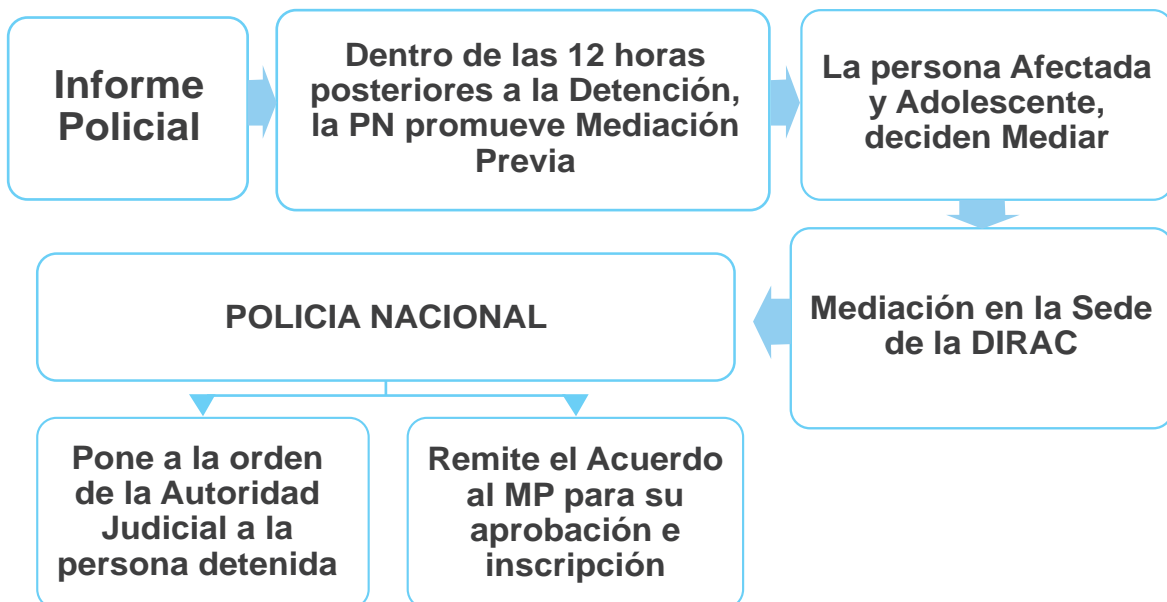 Informe
Policial
Dentro de las 12 horas
posteriores a la Detención,
la PN promueve Mediación
Previa
La persona Afectada
y Adolescente,
deciden Mediar
Mediación en la Sede
de la DIRAC
POLICIA NACIONAL
Pone a la orden
de la Autoridad
Judicial a la
persona detenida
Remite el Acuerdo
al MP para su
aprobación e
inscripción